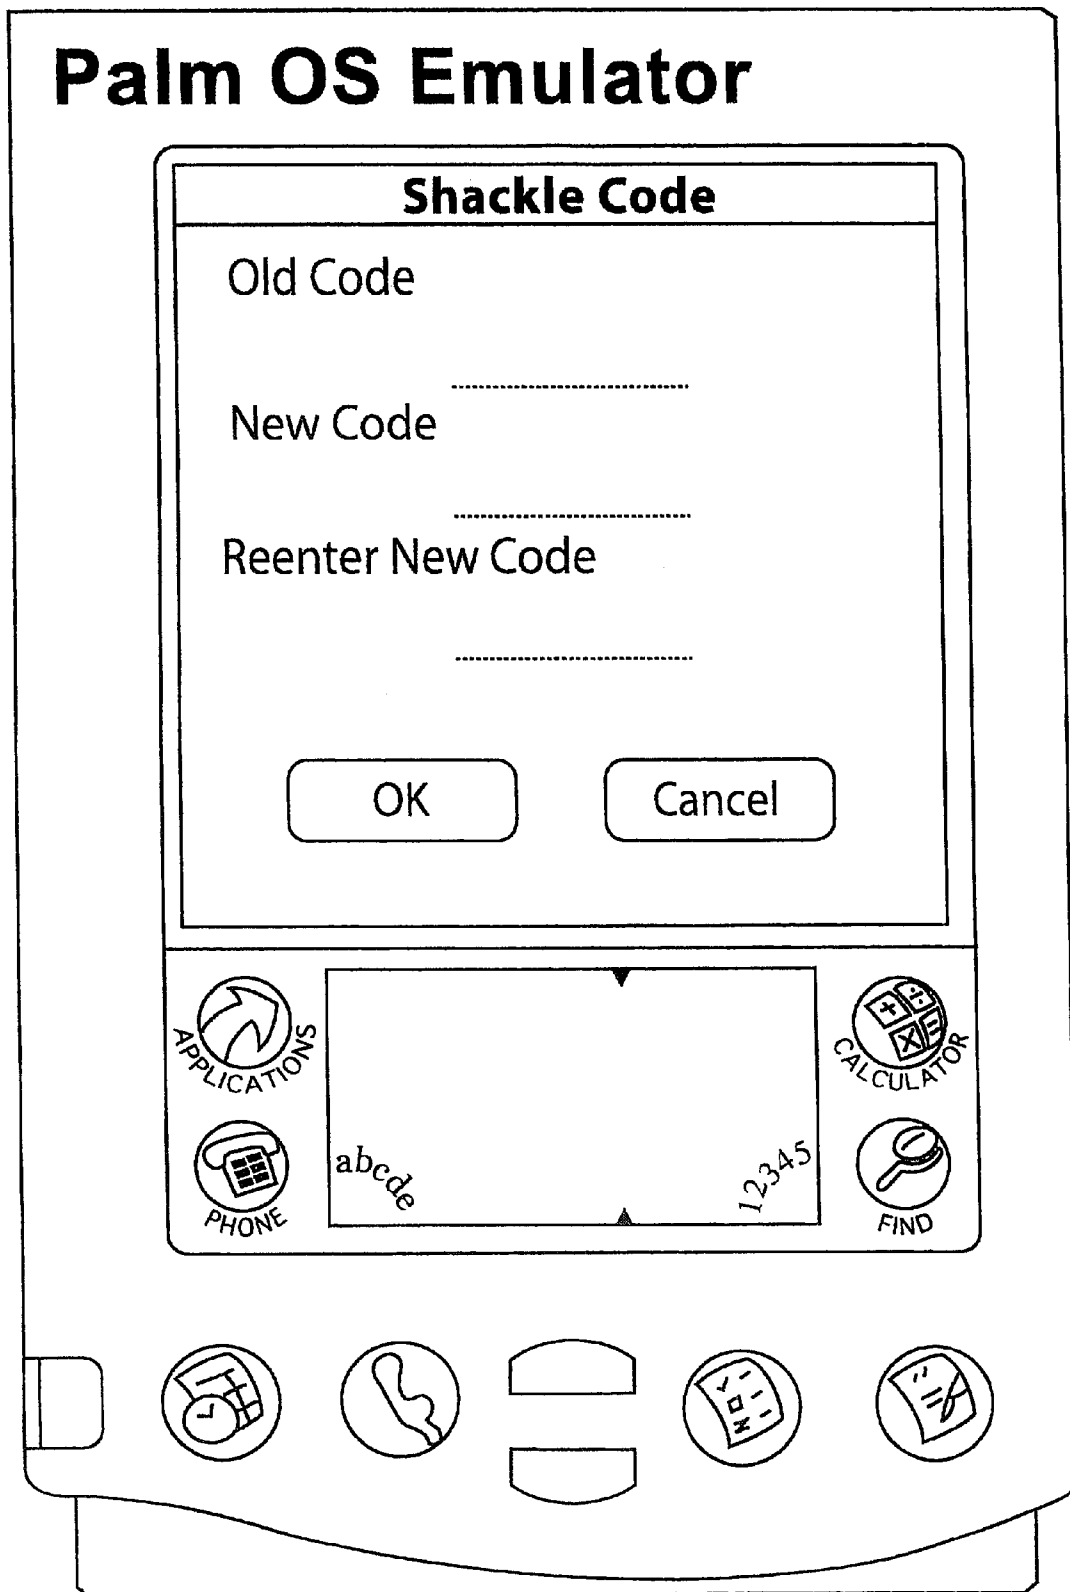 Palm OS Emulator
Shackle Code
Old Code
New Code
Reenter New Code
OK Cancel
APPLICATIONS CALCULATOR
abcde 12345
PHONE FIND